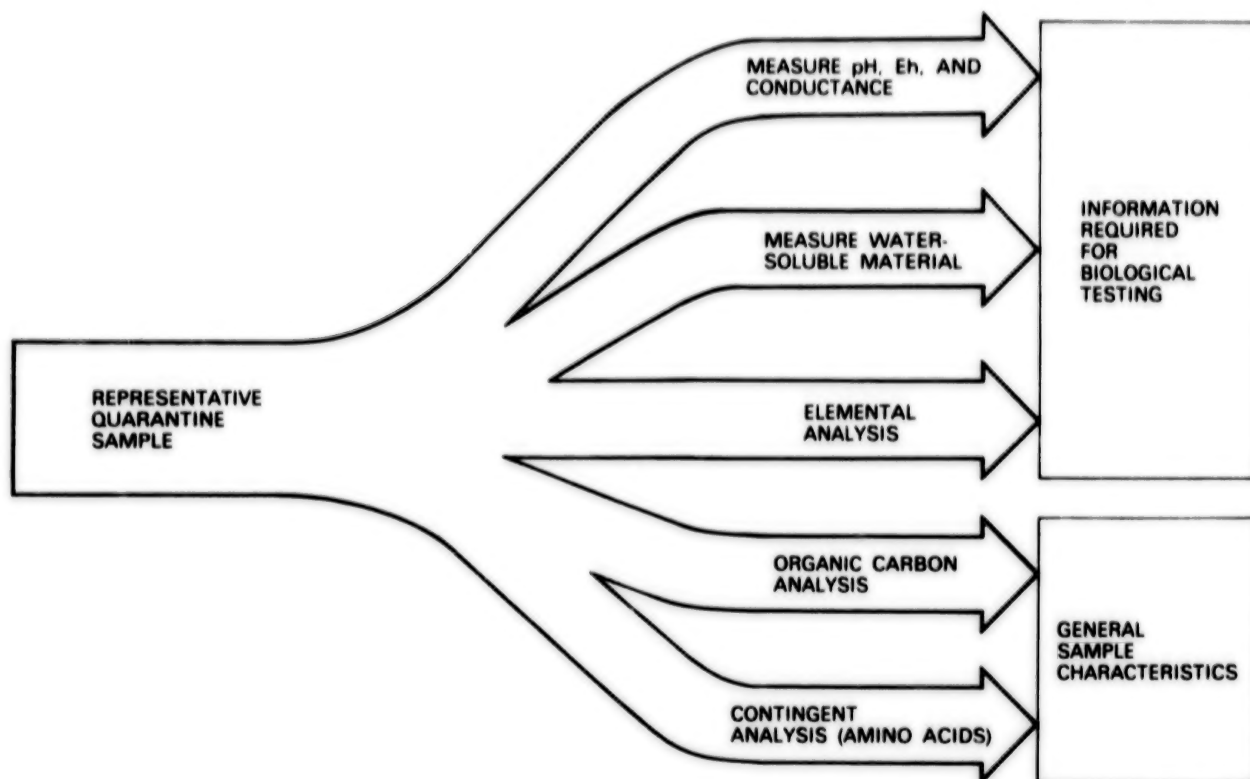 MEASURE pH, Eh, AND
CONDUCTANCE
MEASURE WATER-
SOLUBLE MATERIAL
INFORMATION
REQUIRED
FOR
BIOLOGICAL
TESTING
REPRESENTATIVE
QUARANTINE
SAMPLE
ELEMENTAL
ANALYSIS
ORGANIC CARBON
ANALYSIS
GENERAL
SAMPLE
CHARACTERISTICS
CONTINGENT
ANALYSIS (AMINO ACIDS)